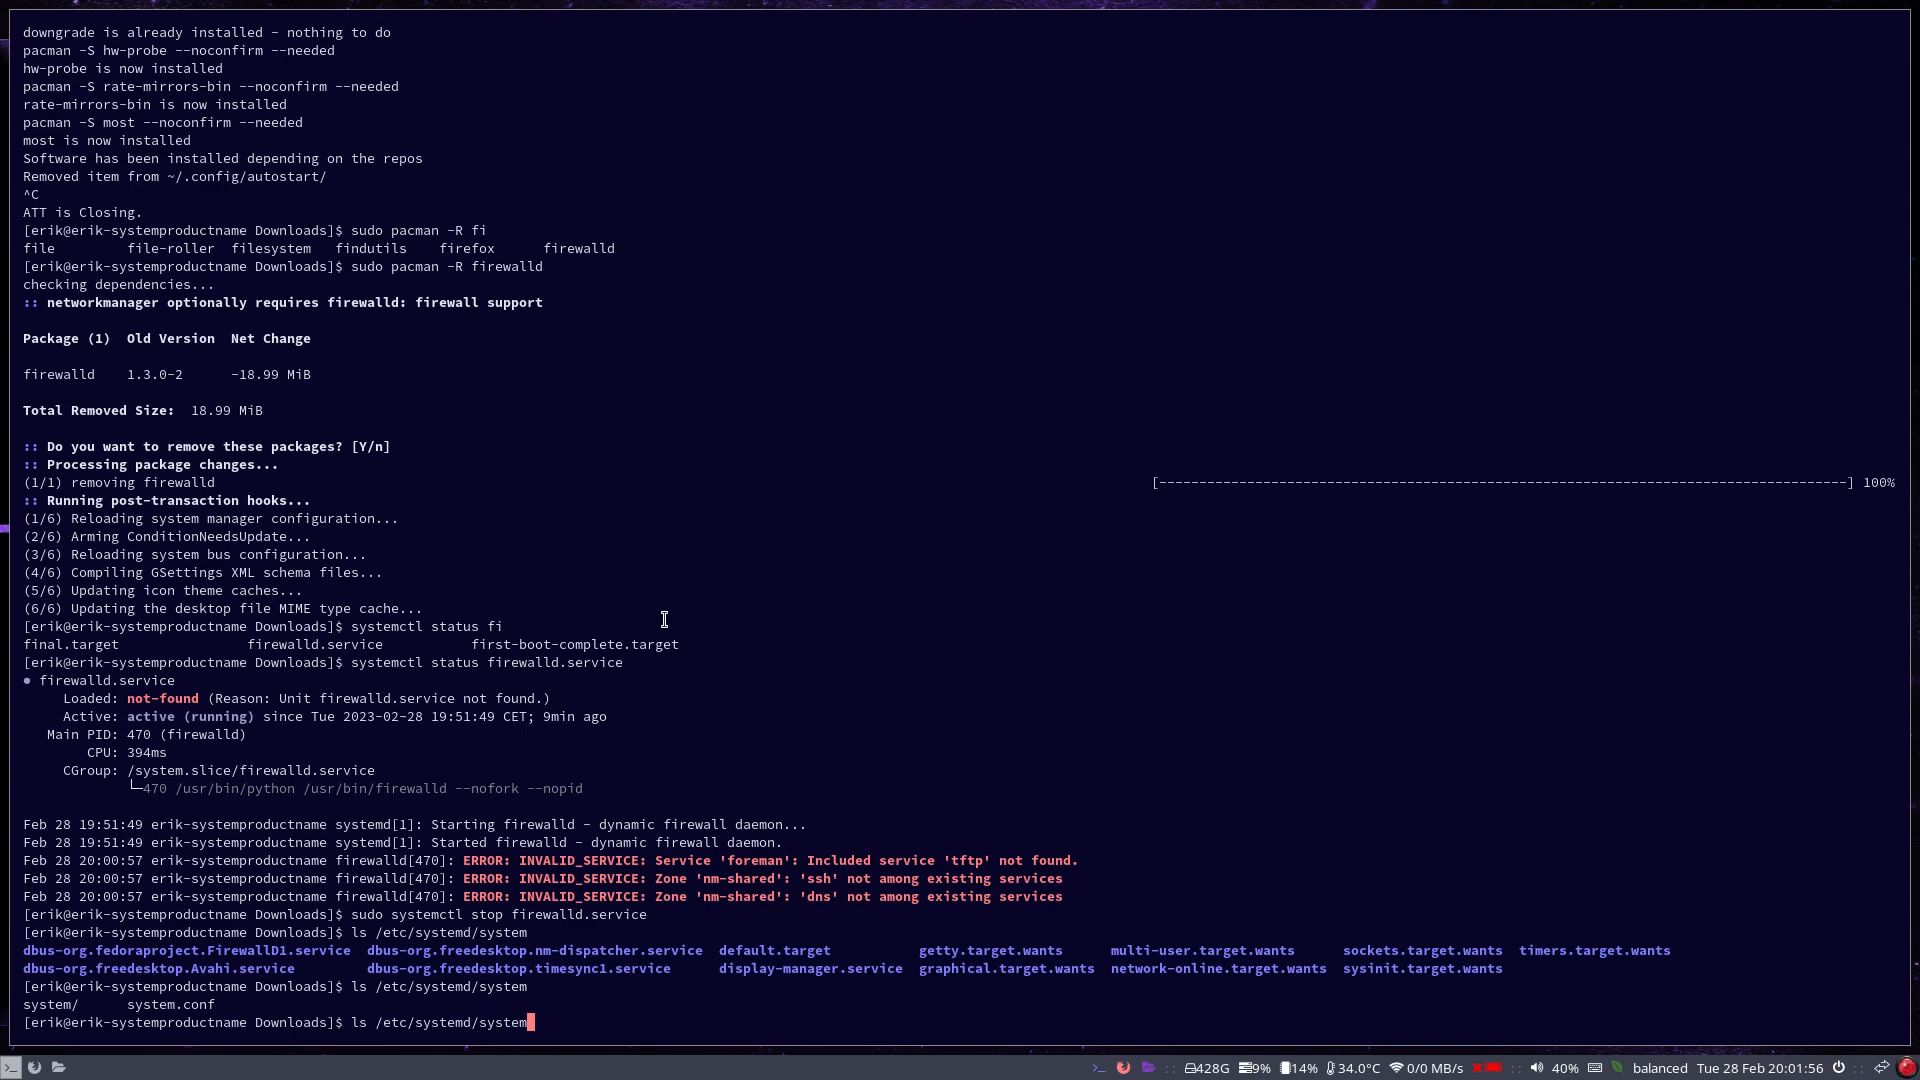 downgrade is already installed - nothing to do
pacman -S hw-probe --noconfirm --needed
hw-probe is now installed
pacman -S rate-mirrors-bin --noconfirm --needed
rate-mirrors-bin is now installed
pacman -S most --noconfirm --needed
most is now installed
Software has been installed depending on the repos
Removed item from ~/.config/autostart/
^C
ATT is Closing.
[erik@erik-systemproductname Downloads]$ sudo pacman -R fi
file         file-roller  filesystem   findutils    firefox      firewalld
[erik@erik-systemproductname Downloads]$ sudo pacman -R firewalld
checking dependencies...
:: networkmanager optionally requires firewalld: firewall support
Package (1)  Old Version  Net Change
firewalld    1.3.0-2      -18.99 MiB
Total Removed Size:  18.99 MiB
:: Do you want to remove these packages? [Y/n]
:: Processing package changes...
(1/1) removing firewalld [--------------------------------------------------------------------------------------] 100%
:: Running post-transaction hooks...
(1/6) Reloading system manager configuration...
(2/6) Arming ConditionNeedsUpdate...
(3/6) Reloading system bus configuration...
(4/6) Compiling GSettings XML schema files...
(5/6) Updating icon theme caches...
(6/6) Updating the desktop file MIME type cache...
[erik@erik-systemproductname Downloads]$ systemctl status fi
final.target                firewalld.service           first-boot-complete.target
[erik@erik-systemproductname Downloads]$ systemctl status firewalld.service
● firewalld.service
     Loaded: not-found (Reason: Unit firewalld.service not found.)
     Active: active (running) since Tue 2023-02-28 19:51:49 CET; 9min ago
   Main PID: 470 (firewalld)
        CPU: 394ms
     CGroup: /system.slice/firewalld.service
             └─470 /usr/bin/python /usr/bin/firewalld --nofork --nopid
Feb 28 19:51:49 erik-systemproductname systemd[1]: Starting firewalld - dynamic firewall daemon...
Feb 28 19:51:49 erik-systemproductname systemd[1]: Started firewalld - dynamic firewall daemon.
Feb 28 20:00:57 erik-systemproductname firewalld[470]: ERROR: INVALID_SERVICE: Service 'foreman': Included service 'tftp' not found.
Feb 28 20:00:57 erik-systemproductname firewalld[470]: ERROR: INVALID_SERVICE: Zone 'nm-shared': 'ssh' not among existing services
Feb 28 20:00:57 erik-systemproductname firewalld[470]: ERROR: INVALID_SERVICE: Zone 'nm-shared': 'dns' not among existing services
[erik@erik-systemproductname Downloads]$ sudo systemctl stop firewalld.service
[erik@erik-systemproductname Downloads]$ ls /etc/systemd/system
dbus-org.fedoraproject.FirewallD1.service  dbus-org.freedesktop.nm-dispatcher.service  default.target           getty.target.wants      multi-user.target.wants      sockets.target.wants  timers.target.wants
dbus-org.freedesktop.Avahi.service         dbus-org.freedesktop.timesync1.service      display-manager.service  graphical.target.wants  network-online.target.wants  sysinit.target.wants
[erik@erik-systemproductname Downloads]$ ls /etc/systemd/system
system/      system.conf
[erik@erik-systemproductname Downloads]$ ls /etc/systemd/system
428G 9% 14% 34.0°C 0/0 MB/s 40% balanced Tue 28 Feb 20:01:56